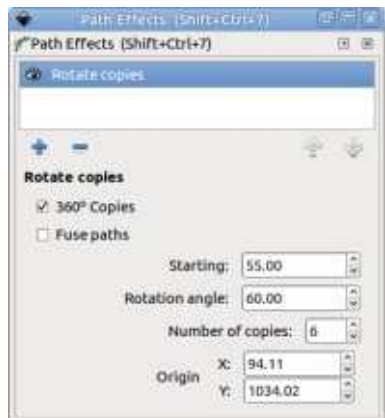 Path Effects (Shift+Ctrl+7)
Path Effects (Shift+Ctrl+7)
Rotate copies
Rotate copies
360° Copies
Fuse paths
Starting: 55.00
Rotation angle: 60.00
Number of copies: 6
Origin X: 94.11
Y: 1034.02